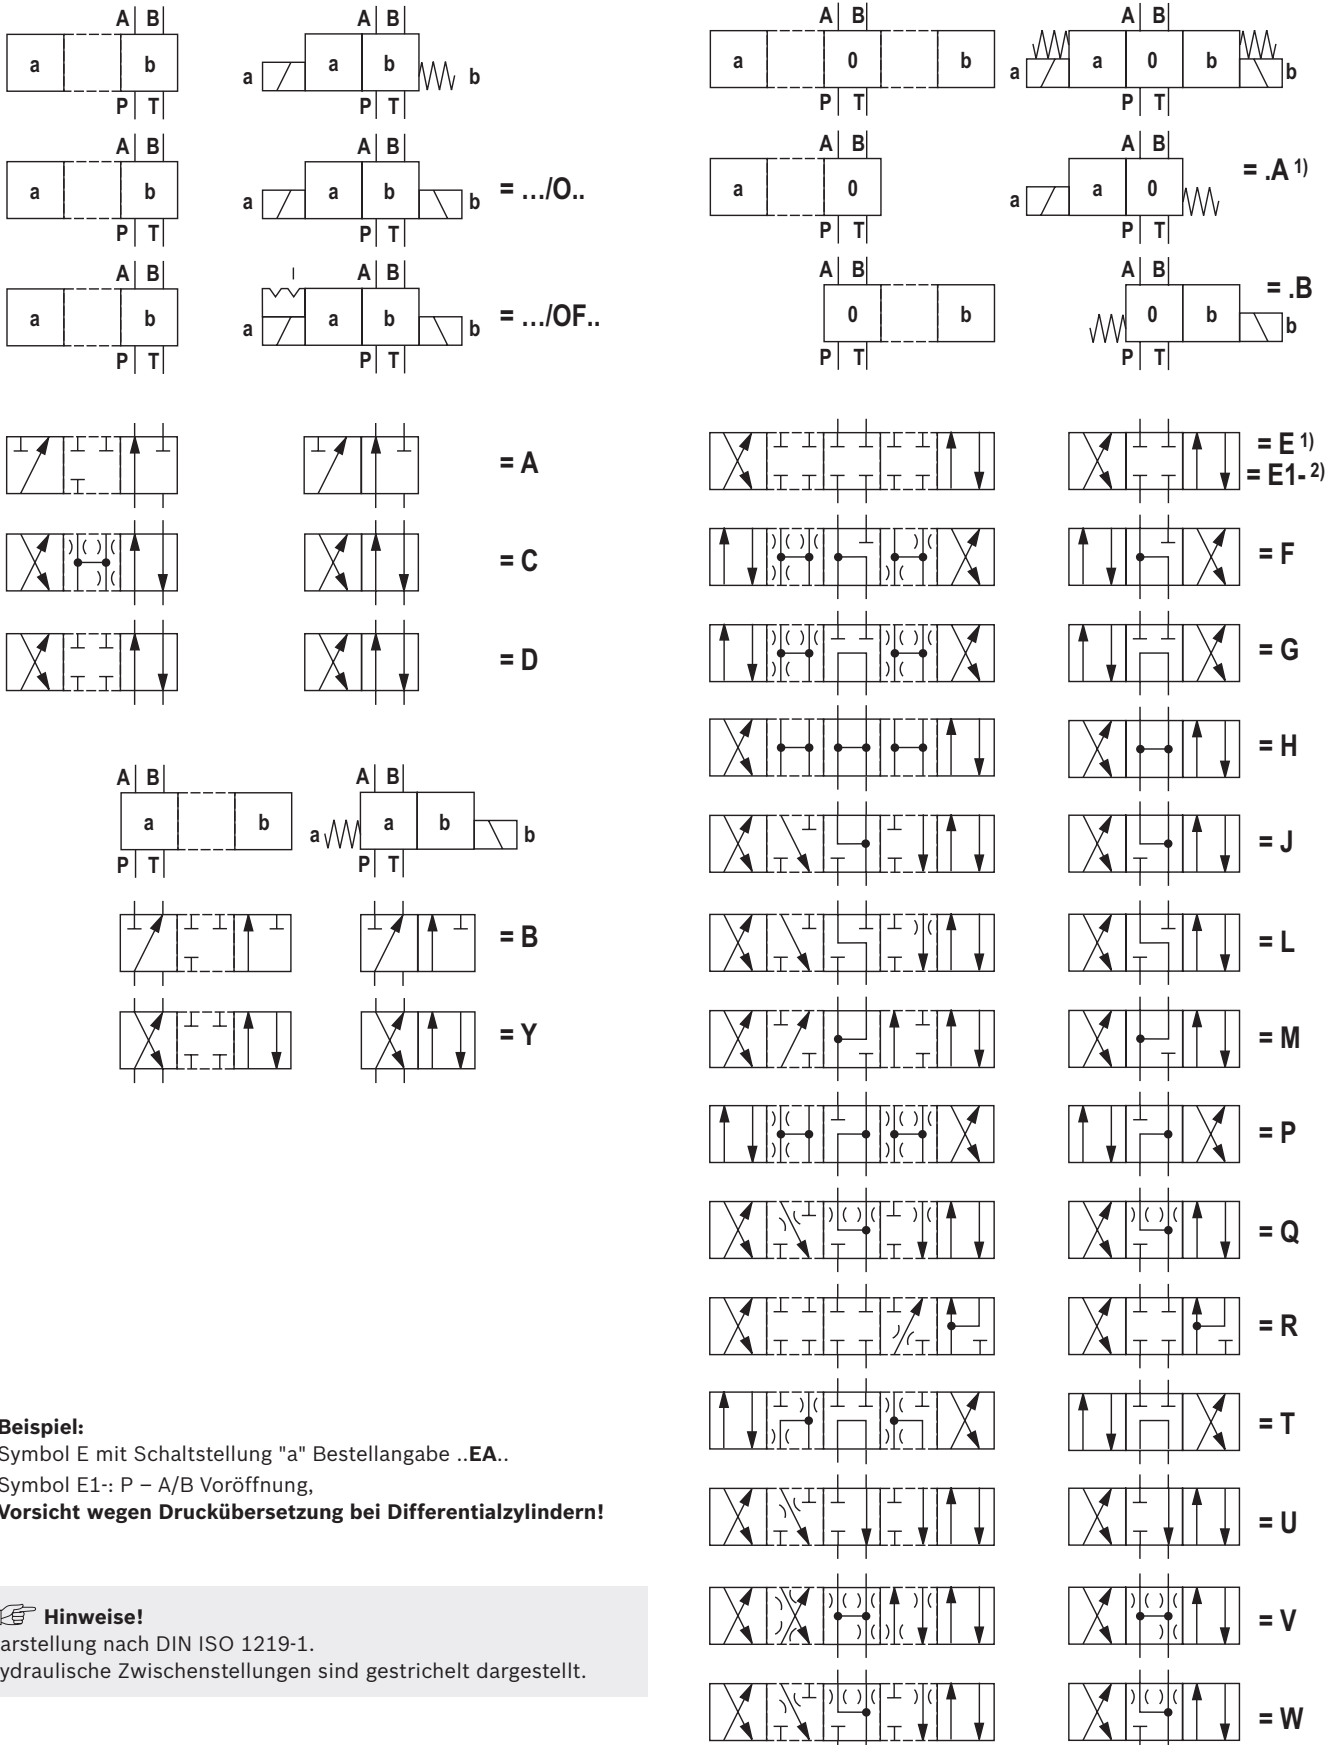 A B
a b
P T
A B
a a b b
P T
A B
a b
P T
A B
a a b b = .../O..
P T
A B
a b
P T
A B
a a b b = .../OF..
P T
= A
= C
= D
A B
a b
P T
A B
a a b b
P T
= B
= Y
Beispiel:
Symbol E mit Schaltstellung "a" Bestellangabe ..EA..
Symbol E1-: P – A/B Voröffnung,
Vorsicht wegen Druckübersetzung bei Differentialzylindern!
Hinweise!
arstellung nach DIN ISO 1219-1.
ydraulische Zwischenstellungen sind gestrichelt dargestellt.
A B
a 0 b
P T
A B
a a 0 b b
P T
A B
a 0
P T
A B
a a 0 = .A 1)
P T
A B
0 b
P T
A B
0 b b = .B
P T
= E 1)
= E1- 2)
= F
= G
= H
= J
= L
= M
= P
= Q
= R
= T
= U
= V
= W